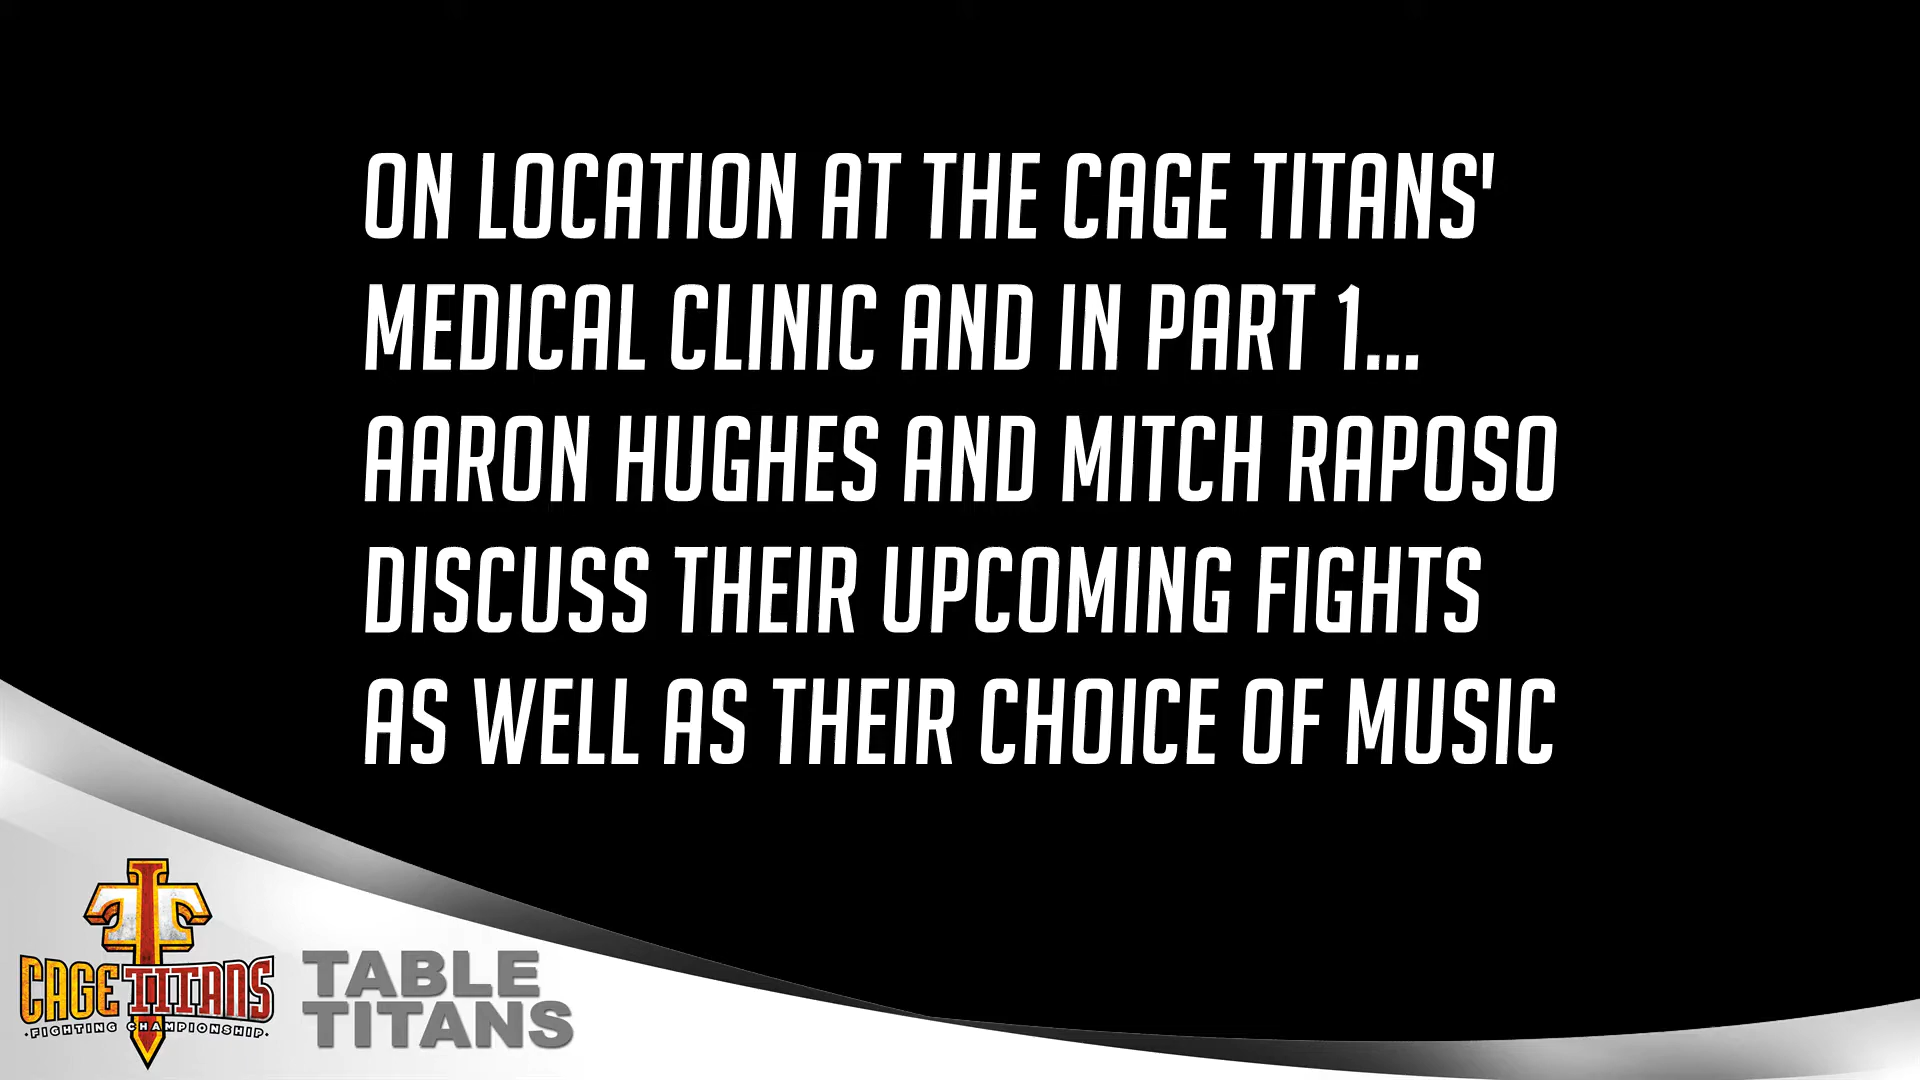 ON LOCATION AT THE CAGE TITANS'
MEDICAL CLINIC AND IN PART 1...
AARON HUGHES AND MITCH RAPOSO
DISCUSS THEIR UPCOMING FIGHTS
AS WELL AS THEIR CHOICE OF MUSIC
CAGE TITANS
·FIGHTING CHAMPIONSHIP·
TABLE
TITANS